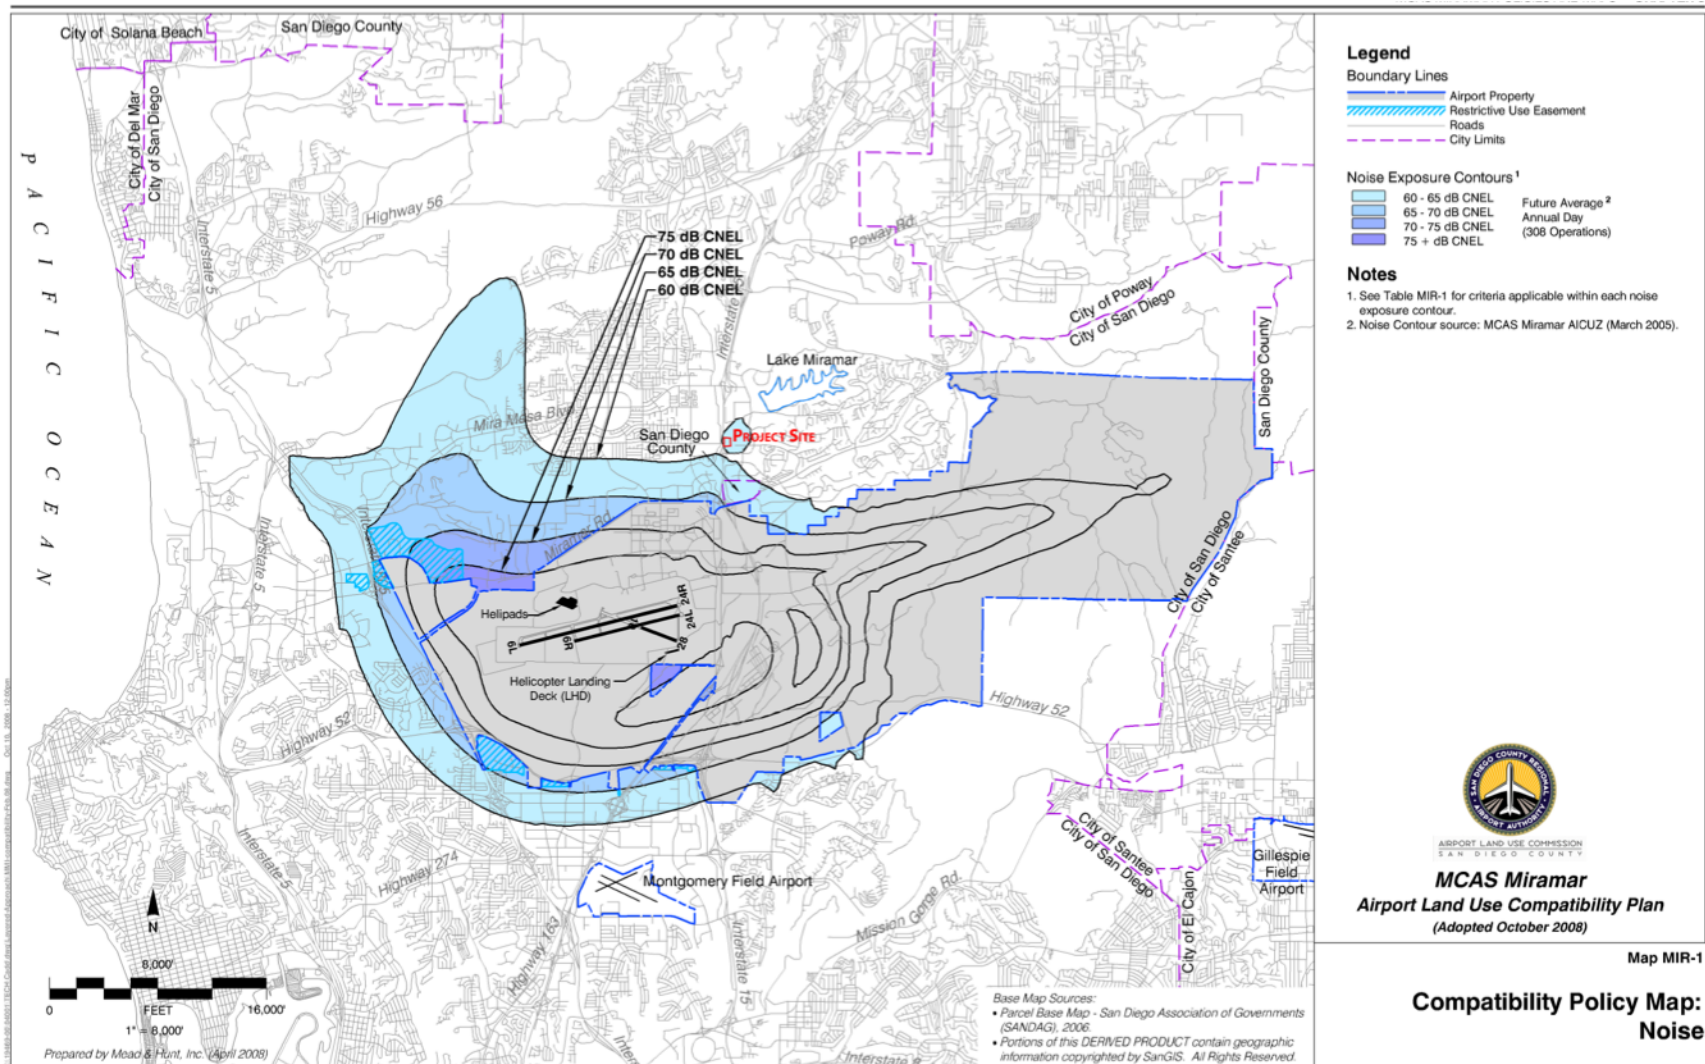 City of Solana Beach
San Diego County
City of Del Mar
City of San Diego
PACIFIC OCEAN
Interstate 5
Highway 56
Poway Rd.
75 dB CNEL
70 dB CNEL
65 dB CNEL
60 dB CNEL
City of Poway
City of San Diego
San Diego County
Lake Miramar
Mira Mesa Blvd
San Diego
County
PROJECT SITE
Interstate 5
Miramar Rd.
City of San Diego
City of Santee
Helipads
24R
24L
6L
6R
28
Helicopter Landing
Deck (LHD)
Highway 52
Highway 52
Interstate 5
Highway 274
Montgomery Field Airport
Mission Gorge Rd.
Highway 163
Interstate 15
City of Santee
City of San Diego
City of El Cajon
Gillespie
Field
Airport
N
8,000'
0
FEET
16,000'
1" = 8,000'
Prepared by Mead & Hunt, Inc. (April 2008)
Base Map Sources:
• Parcel Base Map - San Diego Association of Governments
(SANDAG), 2006.
• Portions of this DERIVED PRODUCT contain geographic
information copyrighted by SanGIS. All Rights Reserved.
Legend
Boundary Lines
Airport Property
Restrictive Use Easement
Roads
City Limits
Noise Exposure Contours 1
60 - 65 dB CNEL
65 - 70 dB CNEL
70 - 75 dB CNEL
75 + dB CNEL
Future Average 2
Annual Day
(308 Operations)
Notes
1. See Table MIR-1 for criteria applicable within each noise
exposure contour.
2. Noise Contour source: MCAS Miramar AICUZ (March 2005).
SAN DIEGO COUNTY REGIONAL
AIRPORT AUTHORITY
AIRPORT LAND USE COMMISSION
SAN DIEGO COUNTY
MCAS Miramar
Airport Land Use Compatibility Plan
(Adopted October 2008)
Map MIR-1
Compatibility Policy Map:
Noise